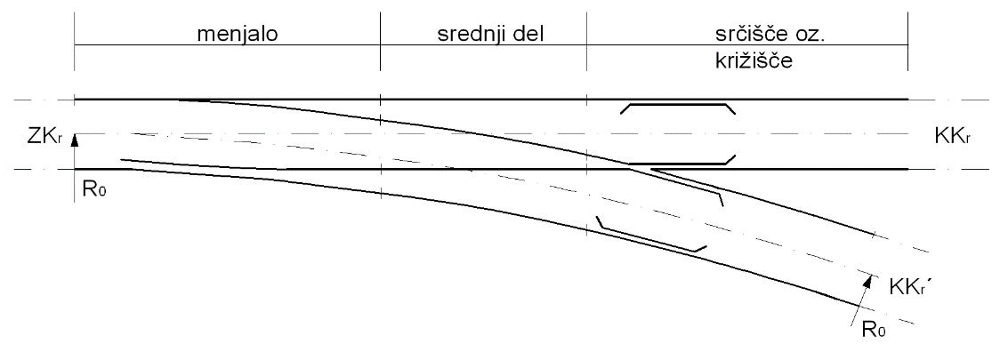 menjalo
srednji del
srčišče oz.
križišče
ZKr
KKr
R0
KKr´
R0